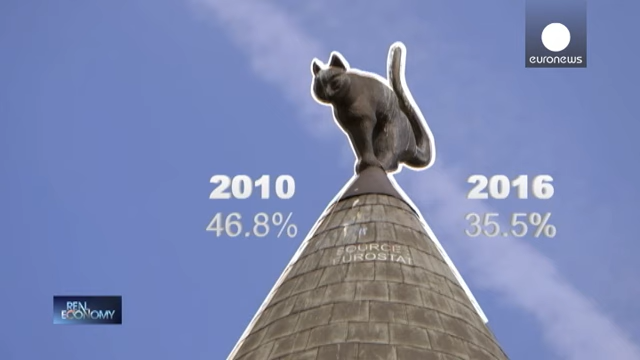 euronews
2010
2016
46.8%
35.5%
SOURCE:
EUROSTAT
REAL
ECONOMY